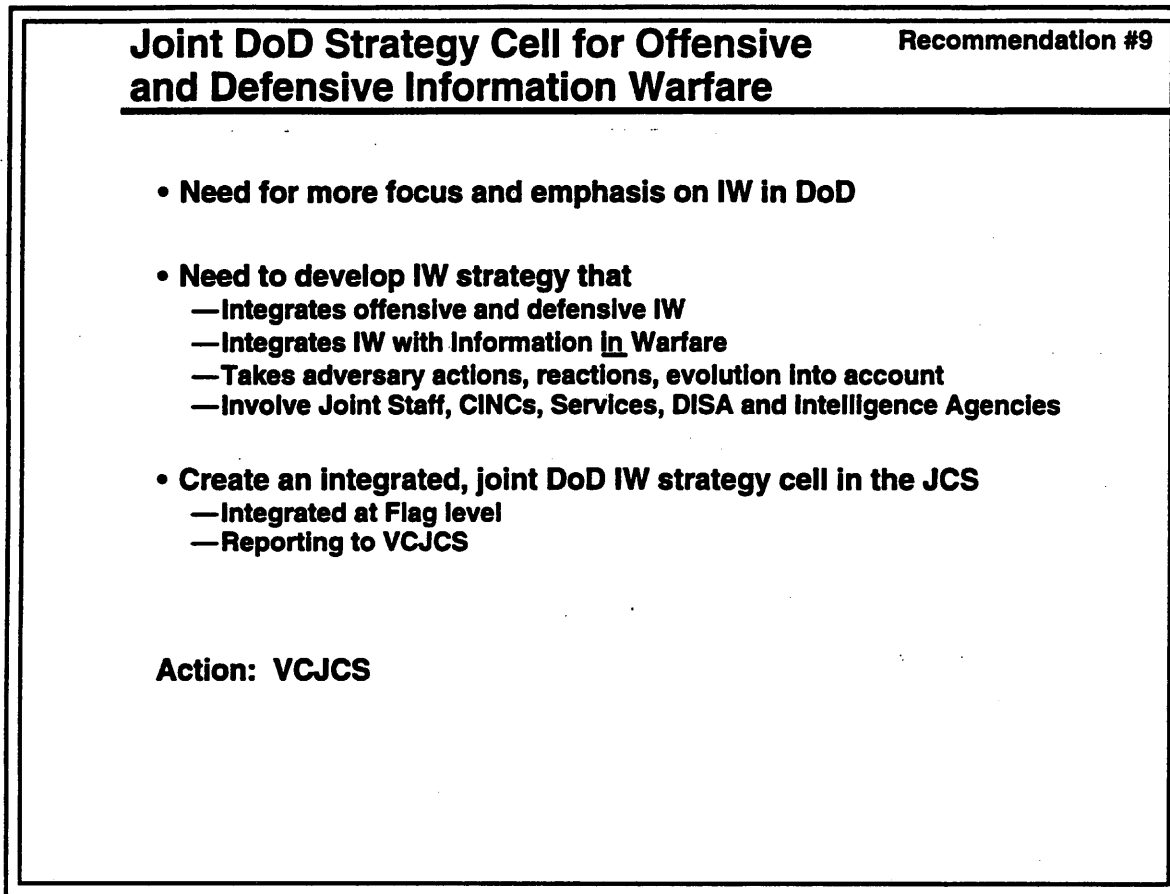 Joint DoD Strategy Cell for Offensive
and Defensive Information Warfare
Recommendation #9
• Need for more focus and emphasis on IW in DoD
• Need to develop IW strategy that
—Integrates offensive and defensive IW
—Integrates IW with Information in Warfare
—Takes adversary actions, reactions, evolution into account
—Involve Joint Staff, CINCs, Services, DISA and Intelligence Agencies
• Create an integrated, joint DoD IW strategy cell in the JCS
—Integrated at Flag level
—Reporting to VCJCS
Action: VCJCS